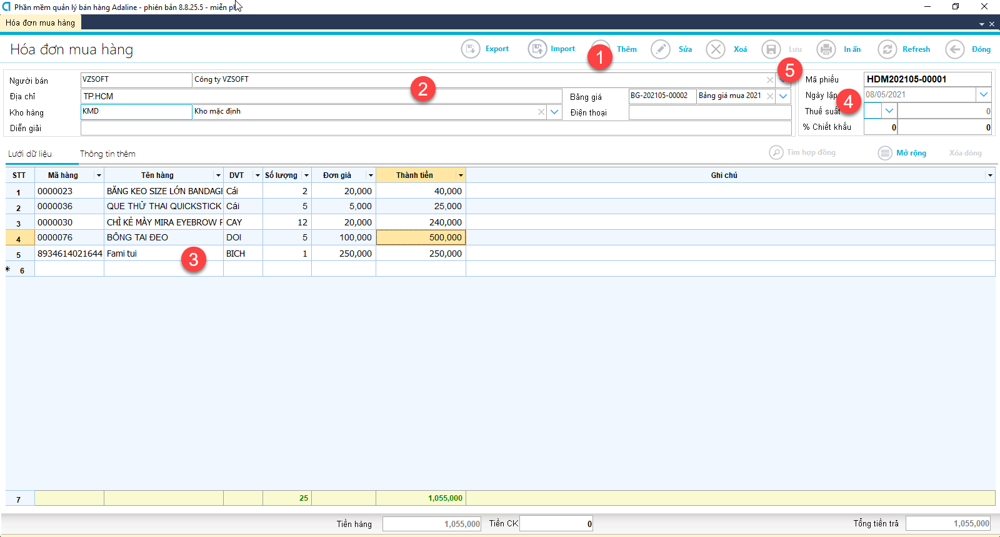 Phần mềm quản lý bán hàng Adaline - phiên bản 8.8.25.5 - miễn
Hóa đơn mua hàng
Hóa đơn mua hàng
Export Import Thêm Sửa Xoá Lưu In ấn Refresh Đóng
1
5
Người bán VZSOFT Công ty VZSOFT
2
Mã phiếu HDM202105-00001
Địa chỉ TP.HCM Bảng giá BG-202105-00002 Bảng giá mua 2021
Ngày lập 08/05/2021
4
Kho hàng KMD Kho mặc định Điện thoại
Thuế suất 0
Diễn giải
% Chiết khấu 0 0
Lưới dữ liệu Thông tin thêm Tìm hợp đồng Mở rộng Xóa dòng
STT Mã hàng Tên hàng DVT Số lượng Đơn giá Thành tiền Ghi chú
1 0000023 BĂNG KEO SIZE LỚN BANDAGE Cái 2 20,000 40,000
2 0000036 QUE THỬ THAI QUICKSTICK Cái 5 5,000 25,000
3 0000030 CHÌ KẺ MÀY MIRA EYEBROW CAY 12 20,000 240,000
4 0000076 BÔNG TAI ĐEO DOI 5 100,000 500,000
5 8934614021644 Fami tui BICH 1 250,000 250,000
3
* 6
7 25 1,055,000
Tiền hàng 1,055,000 Tiền CK 0 Tổng tiền trả 1,055,000